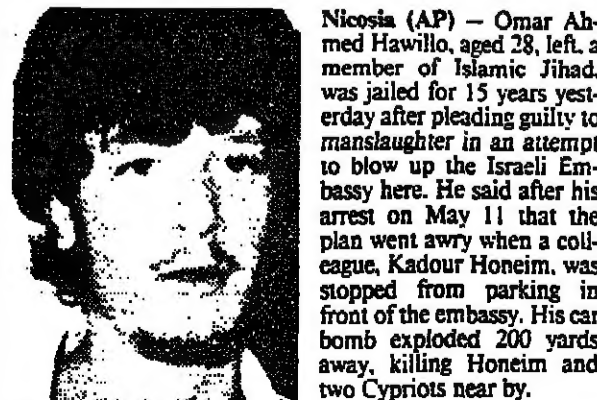 Nicosia (AP) — Omar Ah-
med Hawillo, aged 28, left, a
member of Islamic Jihad,
was jailed for 15 years yest-
erday after pleading guilty to
manslaughter in an attempt
to blow up the Israeli Em-
bassy here. He said after his
arrest on May 11 that the
plan went awry when a coll-
eague, Kadour Honeim, was
stopped from parking in
front of the embassy. His car
bomb exploded 200 yards
away, killing Honeim and
two Cypriots near by.